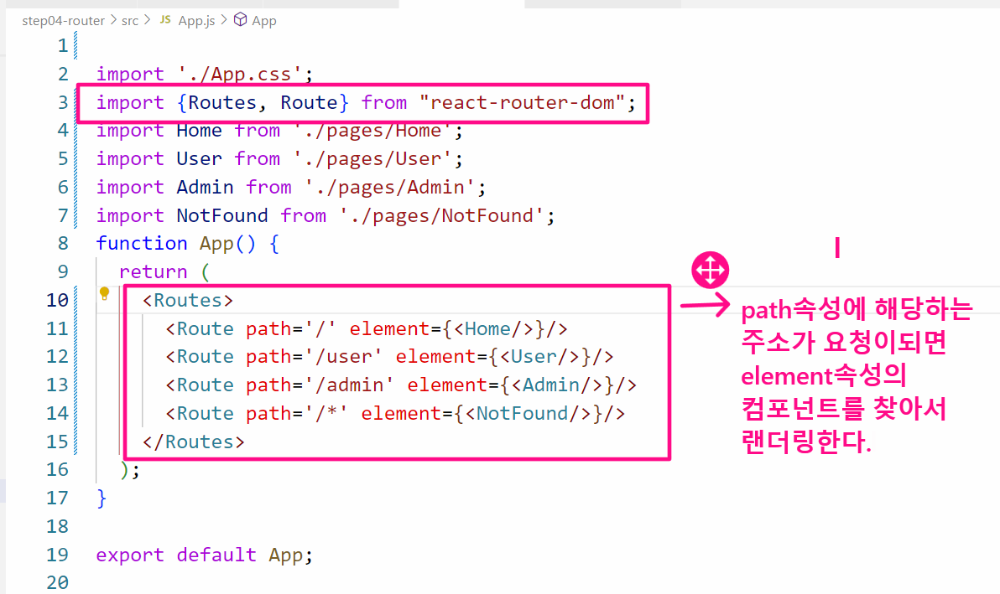 step04-router > src > JS App.js > App
1
2 import './App.css';
3 import {Routes, Route} from "react-router-dom";
4 import Home from './pages/Home';
5 import User from './pages/User';
6 import Admin from './pages/Admin';
7 import NotFound from './pages/NotFound';
8 function App() {
9 return (
10 <Routes>
11 <Route path='/' element={<Home/>}/>
12 <Route path='/user' element={<User/>}/>
13 <Route path='/admin' element={<Admin/>}/>
14 <Route path='/*' element={<NotFound/>}/>
15 </Routes>
16 );
17 }
18
19 export default App;
20
path속성에 해당하는
주소가 요청이되면
element속성의
컴포넌트를 찾아서
랜더링한다.